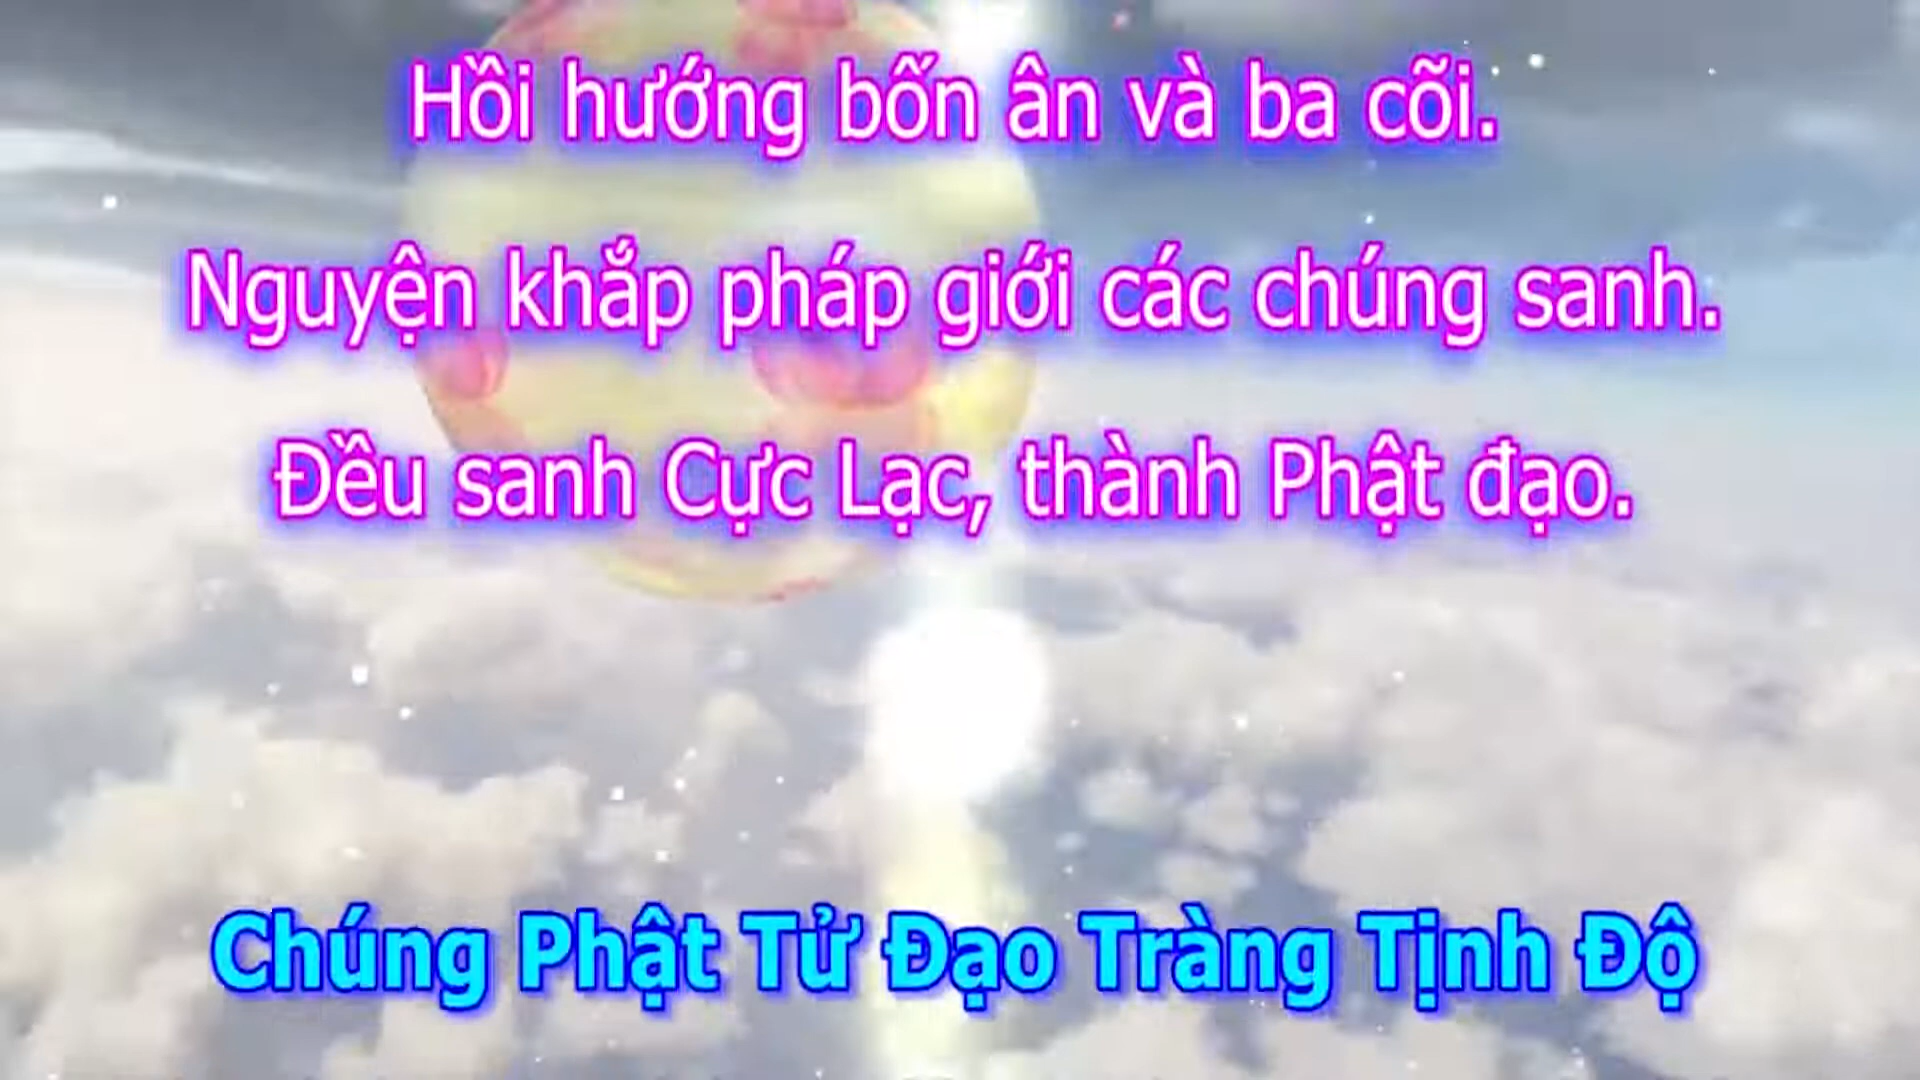 Hồi hướng bốn ân và ba cõi.
Nguyện khắp pháp giới các chúng sanh.
Đều sanh Cực Lạc, thành Phật đạo.
Chúng Phật Tử Đạo Tràng Tịnh Độ